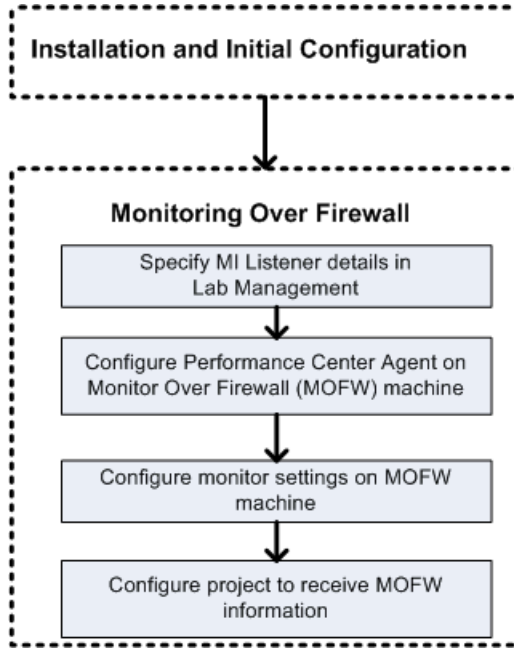 Installation and Initial Configuration
Monitoring Over Firewall
Specify MI Listener details in
Lab Management
Configure Performance Center Agent on
Monitor Over Firewall (MOFW) machine
Configure monitor settings on MOFW
machine
Configure project to receive MOFW
information